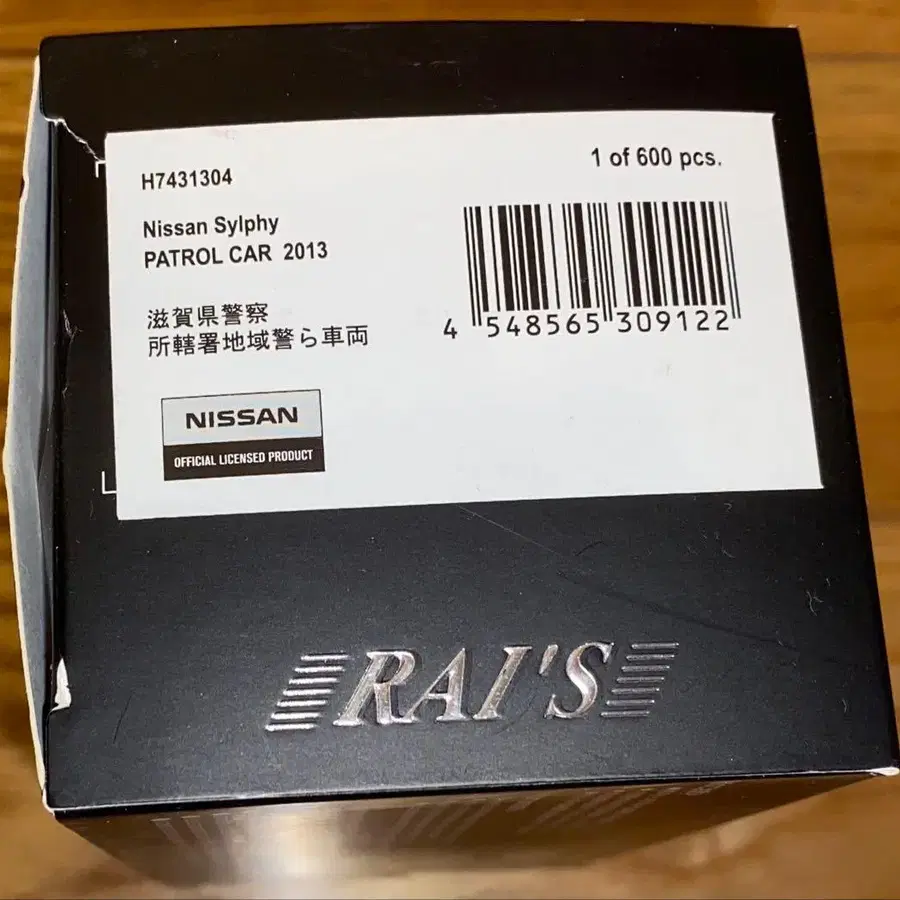 H7431304
1 of 600 pcs.
Nissan Sylphy
PATROL CAR 2013
滋賀県警察
所轄署地域警ら車両
4 548565 309122
NISSAN
OFFICIAL LICENSED PRODUCT
RAI'S